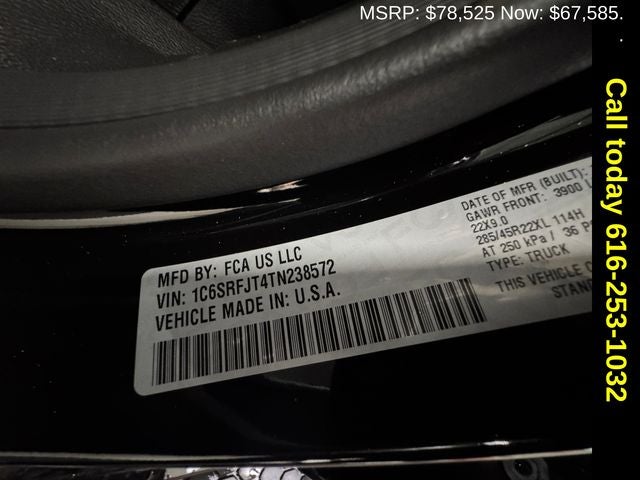 MSRP: $78,525 Now: $67,585.
Call today 616-253-1032
MFD BY: FCA US LLC
VIN: 1C6SRFJT4TN238572
VEHICLE MADE IN: U.S.A.
DATE OF MFR (BUILT):
GAWR FRONT: 3900
22X9.0
285/45R22XL 114H
AT 250 kPa / 36
TYPE: TRUCK
THIS VEHICLE